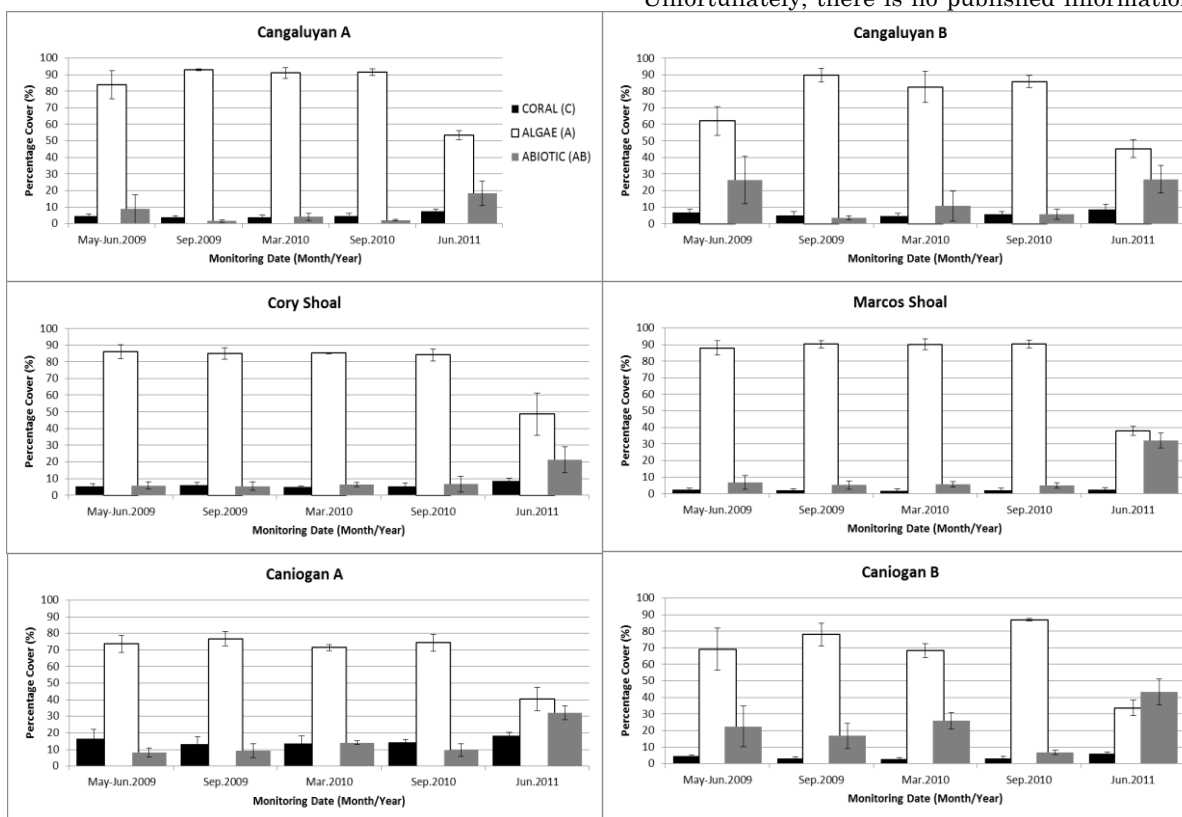 Unfortunately, there is no published information
Cangaluyan A
Percentage Cover (%)
100
90
80
70
60
50
40
30
20
10
0
May-Jun.2009 Sep.2009 Mar.2010 Sep.2010 Jun.2011
Monitoring Date (Month/Year)
CORAL (C)
ALGAE (A)
ABIOTIC (AB)
Cangaluyan B
Percentage Cover (%)
100
90
80
70
60
50
40
30
20
10
0
May-Jun.2009 Sep.2009 Mar.2010 Sep.2010 Jun.2011
Monitoring Date (Month/Year)
Cory Shoal
Percentage Cover (%)
100
90
80
70
60
50
40
30
20
10
0
May-Jun.2009 Sep.2009 Mar.2010 Sep.2010 Jun.2011
Monitoring Date (Month/Year)
Marcos Shoal
Percentage Cover (%)
100
90
80
70
60
50
40
30
20
10
0
May-Jun.2009 Sep.2009 Mar.2010 Sep.2010 Jun.2011
Monitoring Date (Month/Year)
Caniogan A
Percentage Cover (%)
100
90
80
70
60
50
40
30
20
10
0
May-Jun.2009 Sep.2009 Mar.2010 Sep.2010 Jun.2011
Monitoring Date (Month/Year)
Caniogan B
Percentage Cover (%)
100
90
80
70
60
50
40
30
20
10
0
May-Jun.2009 Sep.2009 Mar.2010 Sep.2010 Jun.2011
Monitoring Date (Month/Year)